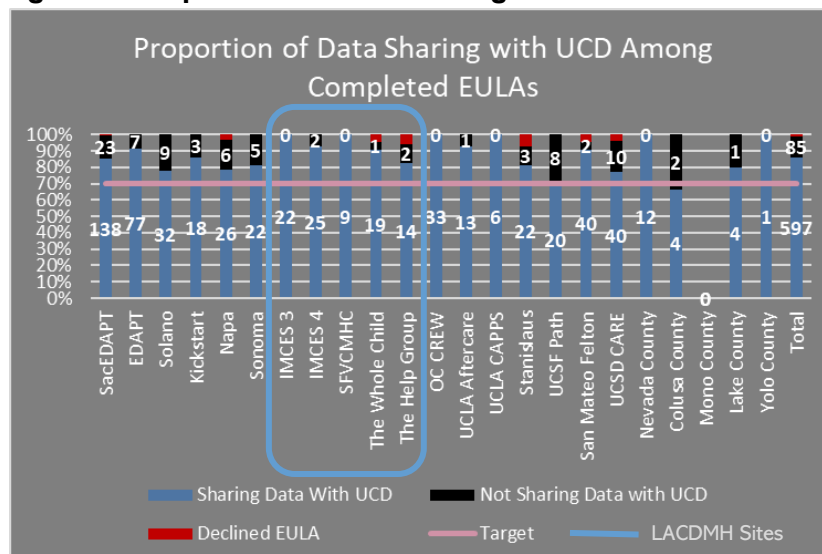 Proportion of Data Sharing with UCD Among
Completed EULAs
100%
90%
80%
70%
60%
50%
40%
30%
20%
10%
0%
23 7 9 3 6 5 0 2 0 1 2 0 1 0 3 8 2 10 0 2 1 0 85
138 77 32 18 26 22 22 25 9 19 14 33 13 6 22 20 40 40 12 4 0 4 1 597
SacEDAPT
EDAPT
Solano
Kickstart
Napa
Sonoma
IMCES 3
IMCES 4
SFVCMHC
The Whole Child
The Help Group
OC CREW
UCLA Aftercare
UCLA CAPPS
Stanislaus
UCSF Path
San Mateo Felton
UCSD CARE
Nevada County
Colusa County
Mono County
Lake County
Yolo County
Total
Sharing Data With UCD
Not Sharing Data with UCD
Declined EULA
Target
LACDMH Sites